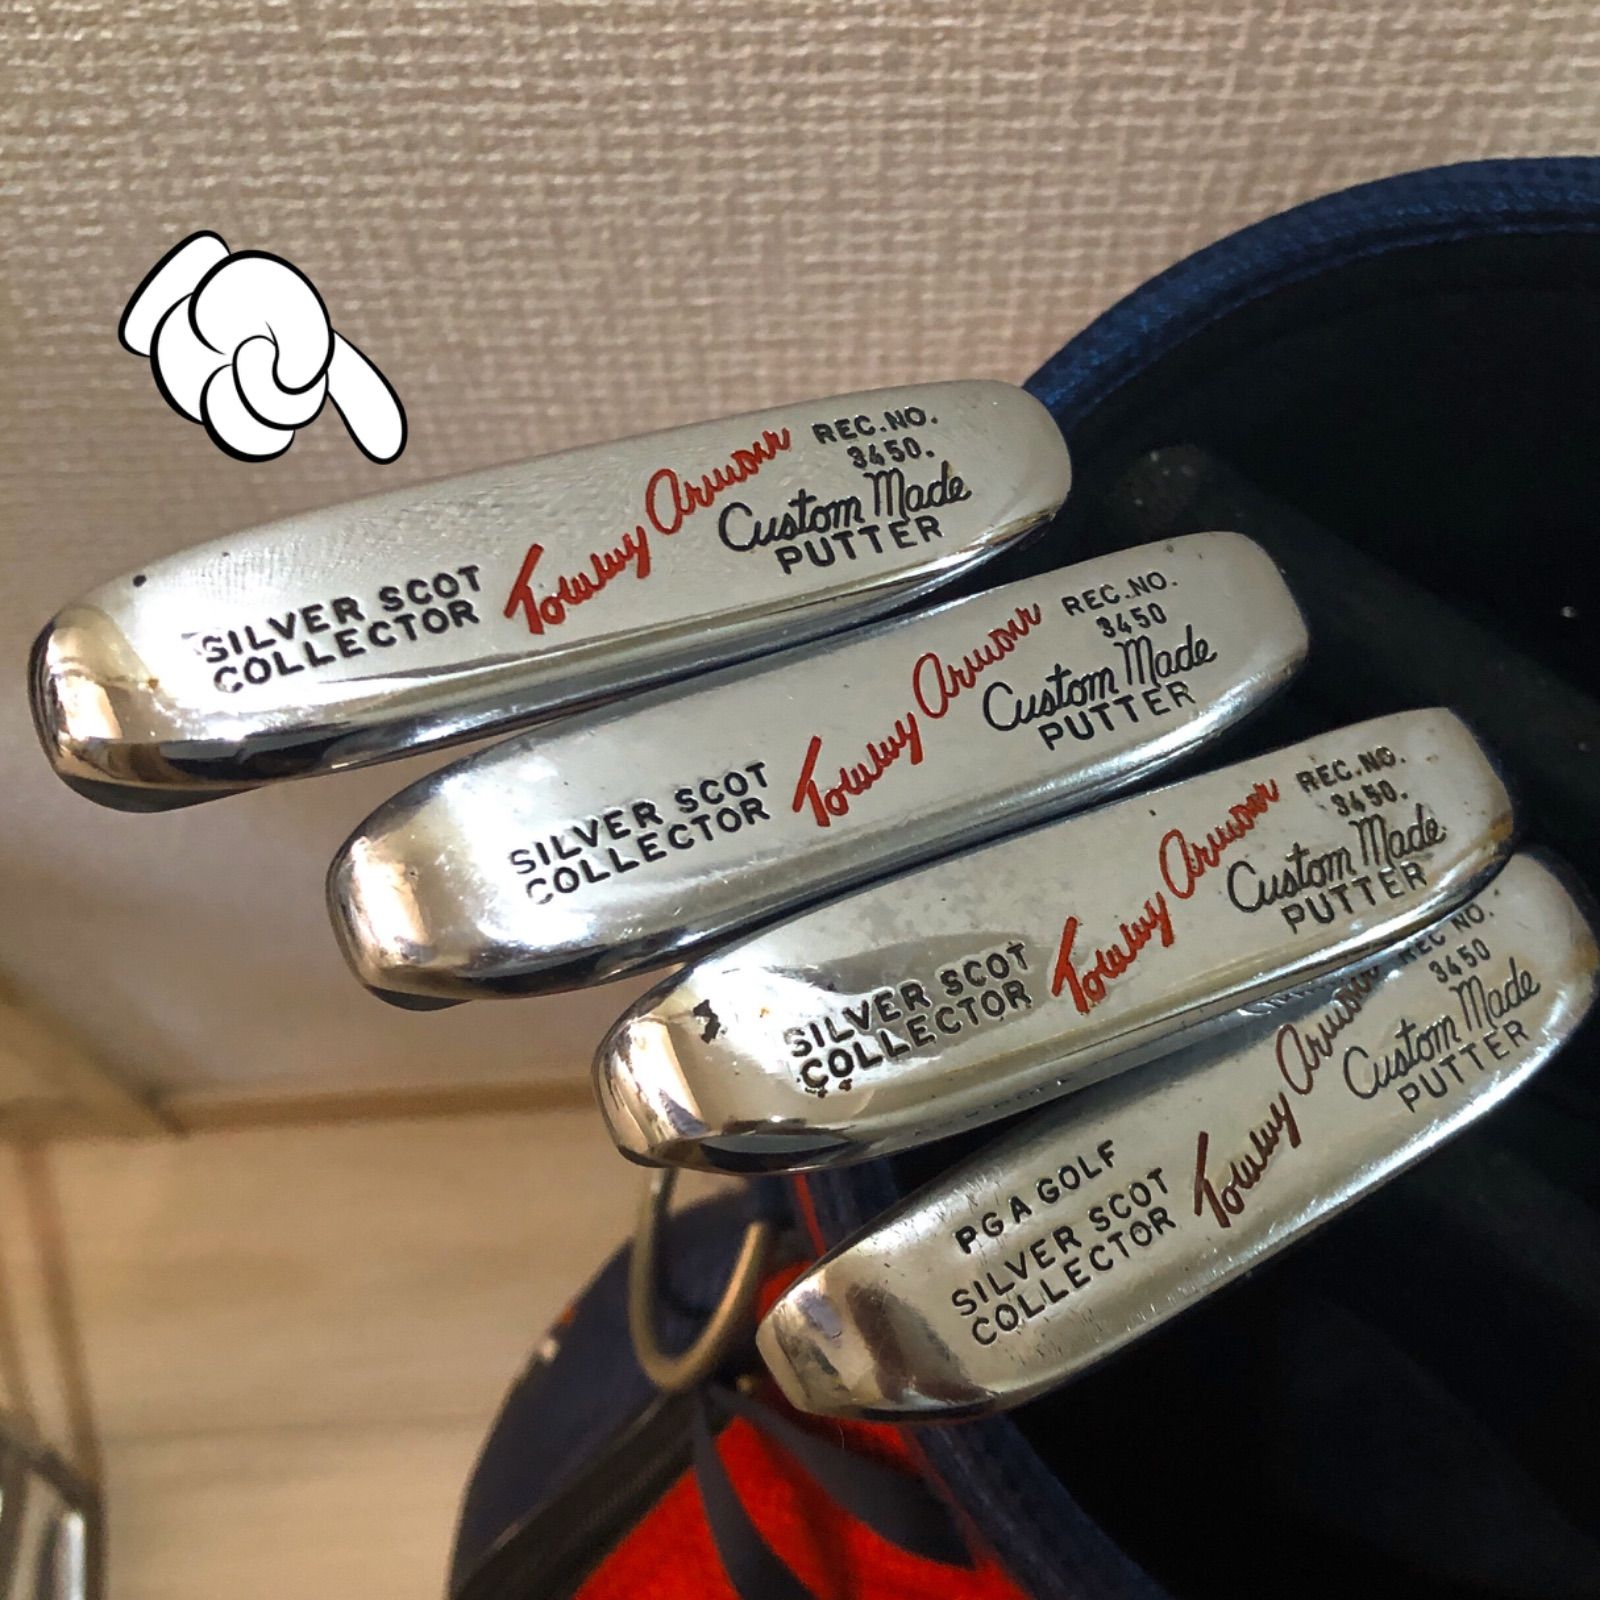 SILVER SCOT
COLLECTOR
Tommy Armour
REC. NO.
3450.
Custom Made
PUTTER
SILVER SCOT
COLLECTOR
Tommy Armour
REC. NO.
3450
Custom Made
PUTTER
SILVER SCOT
COLLECTOR
Tommy Armour
REC. NO.
3450.
Custom Made
PUTTER
PGA GOLF
SILVER SCOT
COLLECTOR
Tommy Armour
REC NO.
3450
Custom Made
PUTTER